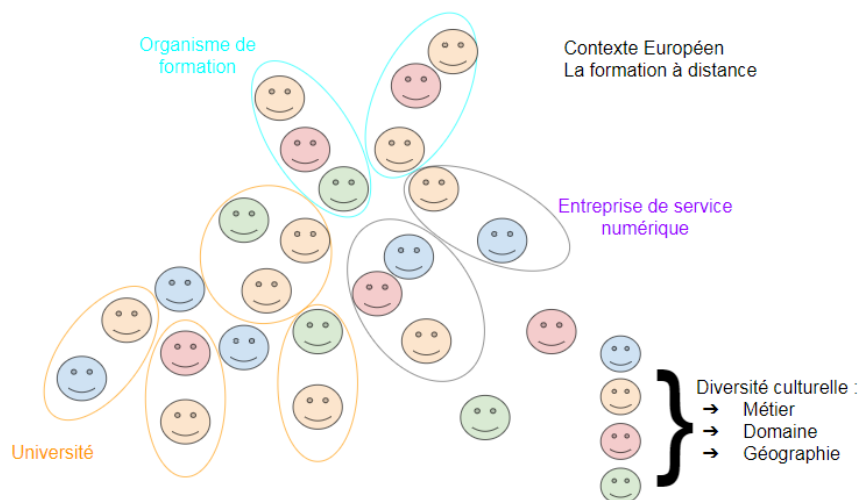 Organisme de
formation
Contexte Européen
La formation à distance
Entreprise de service
numérique
Université
Diversité culturelle :
➔ Métier
➔ Domaine
➔ Géographie